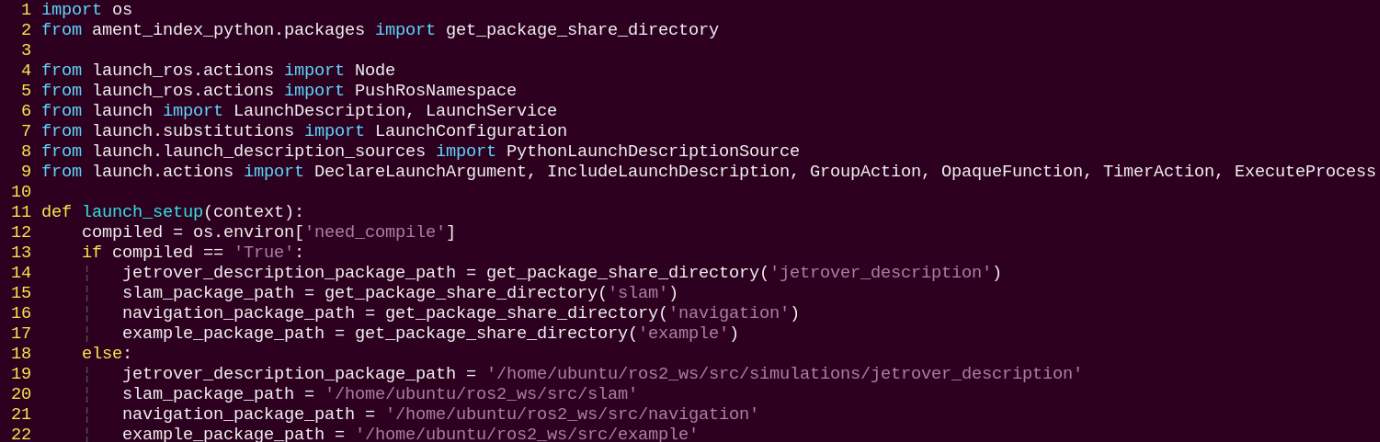 1 import os
2 from ament_index_python.packages import get_package_share_directory
3
4 from launch_ros.actions import Node
5 from launch_ros.actions import PushRosNamespace
6 from launch import LaunchDescription, LaunchService
7 from launch.substitutions import LaunchConfiguration
8 from launch.launch_description_sources import PythonLaunchDescriptionSource
9 from launch.actions import DeclareLaunchArgument, IncludeLaunchDescription, GroupAction, OpaqueFunction, TimerAction, ExecuteProcess
10
11 def launch_setup(context):
12     compiled = os.environ['need_compile']
13     if compiled == 'True':
14     ¦   jetrover_description_package_path = get_package_share_directory('jetrover_description')
15     ¦   slam_package_path = get_package_share_directory('slam')
16     ¦   navigation_package_path = get_package_share_directory('navigation')
17     ¦   example_package_path = get_package_share_directory('example')
18     else:
19     ¦   jetrover_description_package_path = '/home/ubuntu/ros2_ws/src/simulations/jetrover_description'
20     ¦   slam_package_path = '/home/ubuntu/ros2_ws/src/slam'
21     ¦   navigation_package_path = '/home/ubuntu/ros2_ws/src/navigation'
22     ¦   example_package_path = '/home/ubuntu/ros2_ws/src/example'